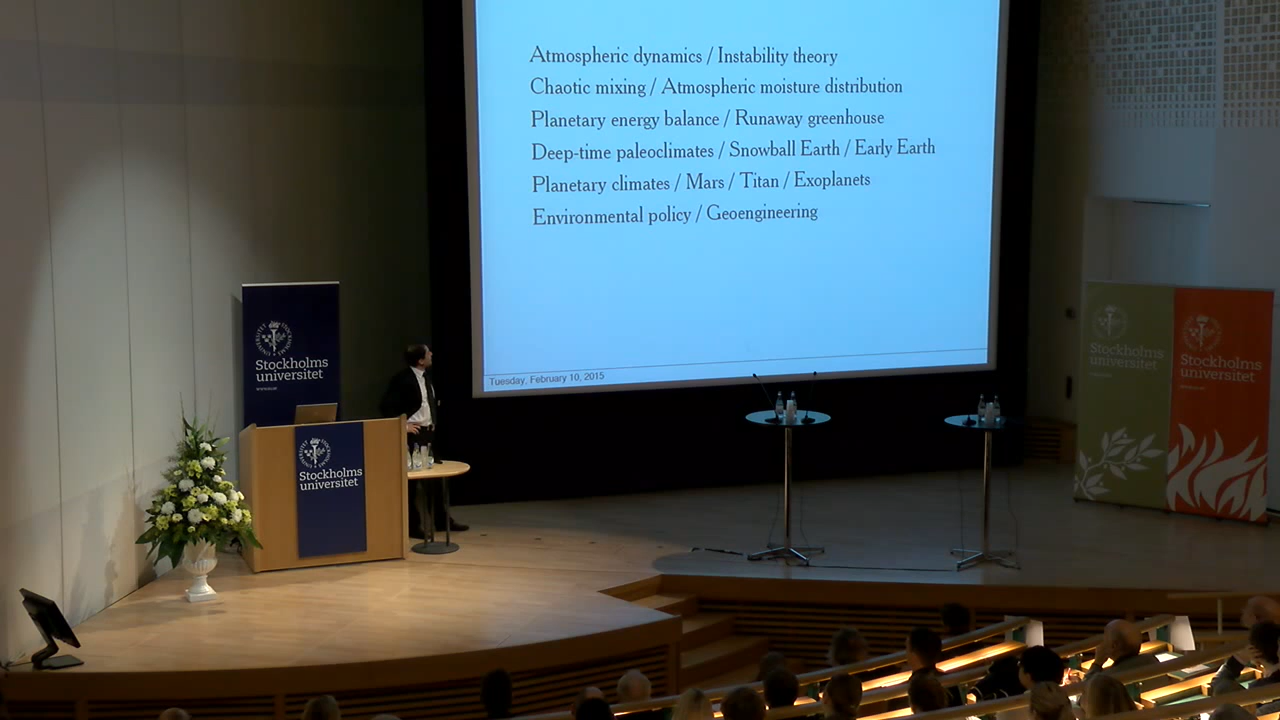 Atmospheric dynamics / Instability theory
Chaotic mixing / Atmospheric moisture distribution
Planetary energy balance / Runaway greenhouse
Deep-time paleoclimates / Snowball Earth / Early Earth
Planetary climates / Mars / Titan / Exoplanets
Environmental policy / Geoengineering
Tuesday, February 10, 2015
Stockholms
universitet
Stockholms
universitet
Stockholms
universitet
Stockholms
universitet